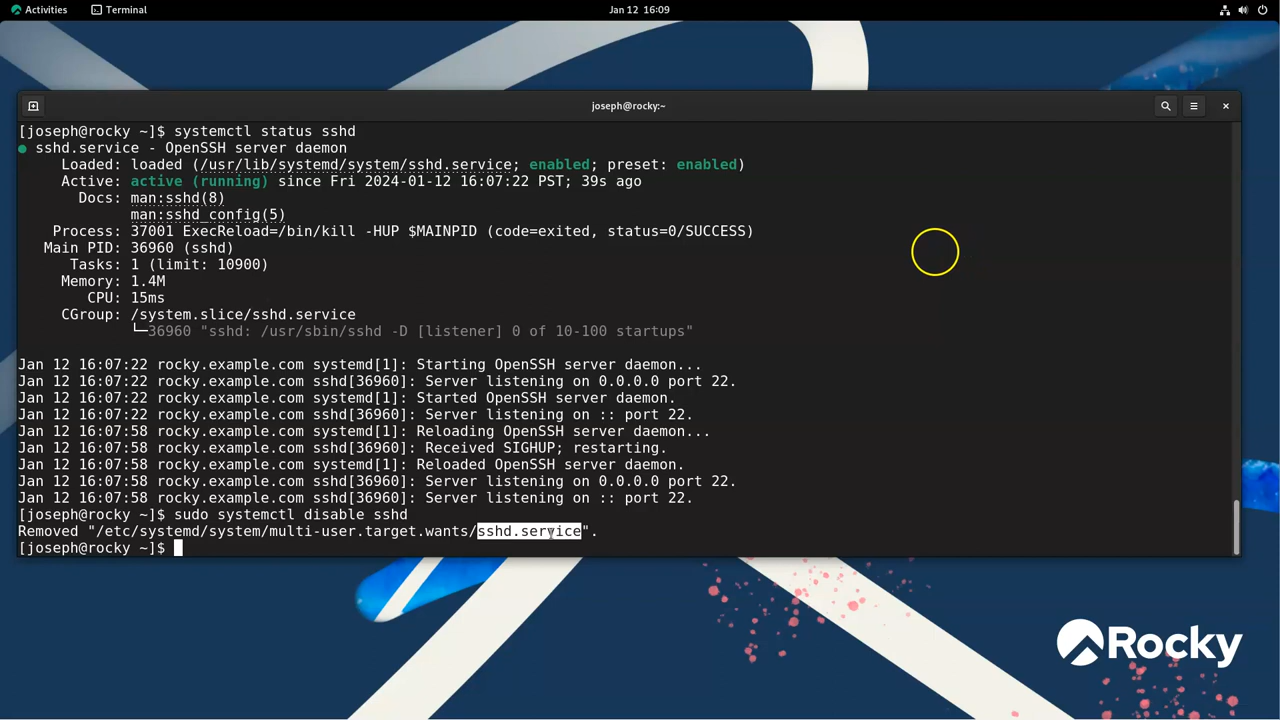 Activities
Terminal
Jan 12 16:09
joseph@rocky:~
[joseph@rocky ~]$ systemctl status sshd
● sshd.service - OpenSSH server daemon
     Loaded: loaded (/usr/lib/systemd/system/sshd.service; enabled; preset: enabled)
     Active: active (running) since Fri 2024-01-12 16:07:22 PST; 39s ago
       Docs: man:sshd(8)
             man:sshd_config(5)
    Process: 37001 ExecReload=/bin/kill -HUP $MAINPID (code=exited, status=0/SUCCESS)
   Main PID: 36960 (sshd)
      Tasks: 1 (limit: 10900)
     Memory: 1.4M
        CPU: 15ms
     CGroup: /system.slice/sshd.service
             └─36960 "sshd: /usr/sbin/sshd -D [listener] 0 of 10-100 startups"
Jan 12 16:07:22 rocky.example.com systemd[1]: Starting OpenSSH server daemon...
Jan 12 16:07:22 rocky.example.com sshd[36960]: Server listening on 0.0.0.0 port 22.
Jan 12 16:07:22 rocky.example.com systemd[1]: Started OpenSSH server daemon.
Jan 12 16:07:22 rocky.example.com sshd[36960]: Server listening on :: port 22.
Jan 12 16:07:58 rocky.example.com systemd[1]: Reloading OpenSSH server daemon...
Jan 12 16:07:58 rocky.example.com sshd[36960]: Received SIGHUP; restarting.
Jan 12 16:07:58 rocky.example.com systemd[1]: Reloaded OpenSSH server daemon.
Jan 12 16:07:58 rocky.example.com sshd[36960]: Server listening on 0.0.0.0 port 22.
Jan 12 16:07:58 rocky.example.com sshd[36960]: Server listening on :: port 22.
[joseph@rocky ~]$ sudo systemctl disable sshd
Removed "/etc/systemd/system/multi-user.target.wants/sshd.service".
[joseph@rocky ~]$
Rocky